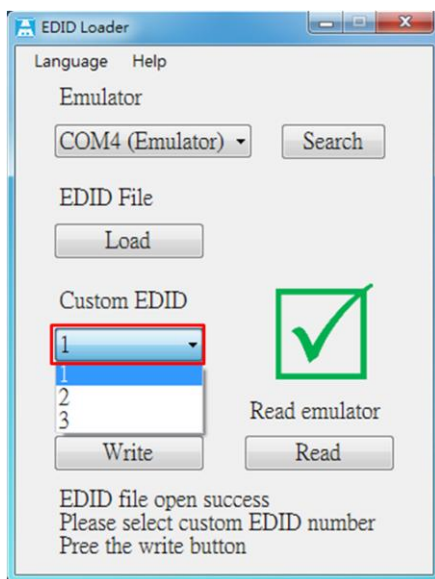 EDID Loader
Language Help
Emulator
COM4 (Emulator) Search
EDID File
Load
Custom EDID
1
1
2
3
Read emulator
Write Read
EDID file open success
Please select custom EDID number
Pree the write button